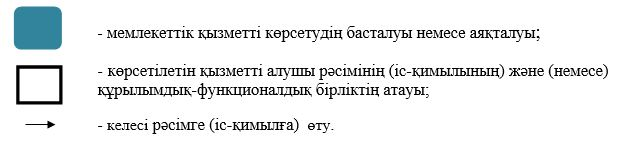 - мемлекеттік қызметті көрсетудің басталуы немесе аяқталуы;
- көрсетілетін қызметті алушы рәсімінің (іс-қимылының) және (немесе)
құрылымдық-функционалдық бірліктің атауы;
- келесі рәсімге (іс-қимылға) өту.